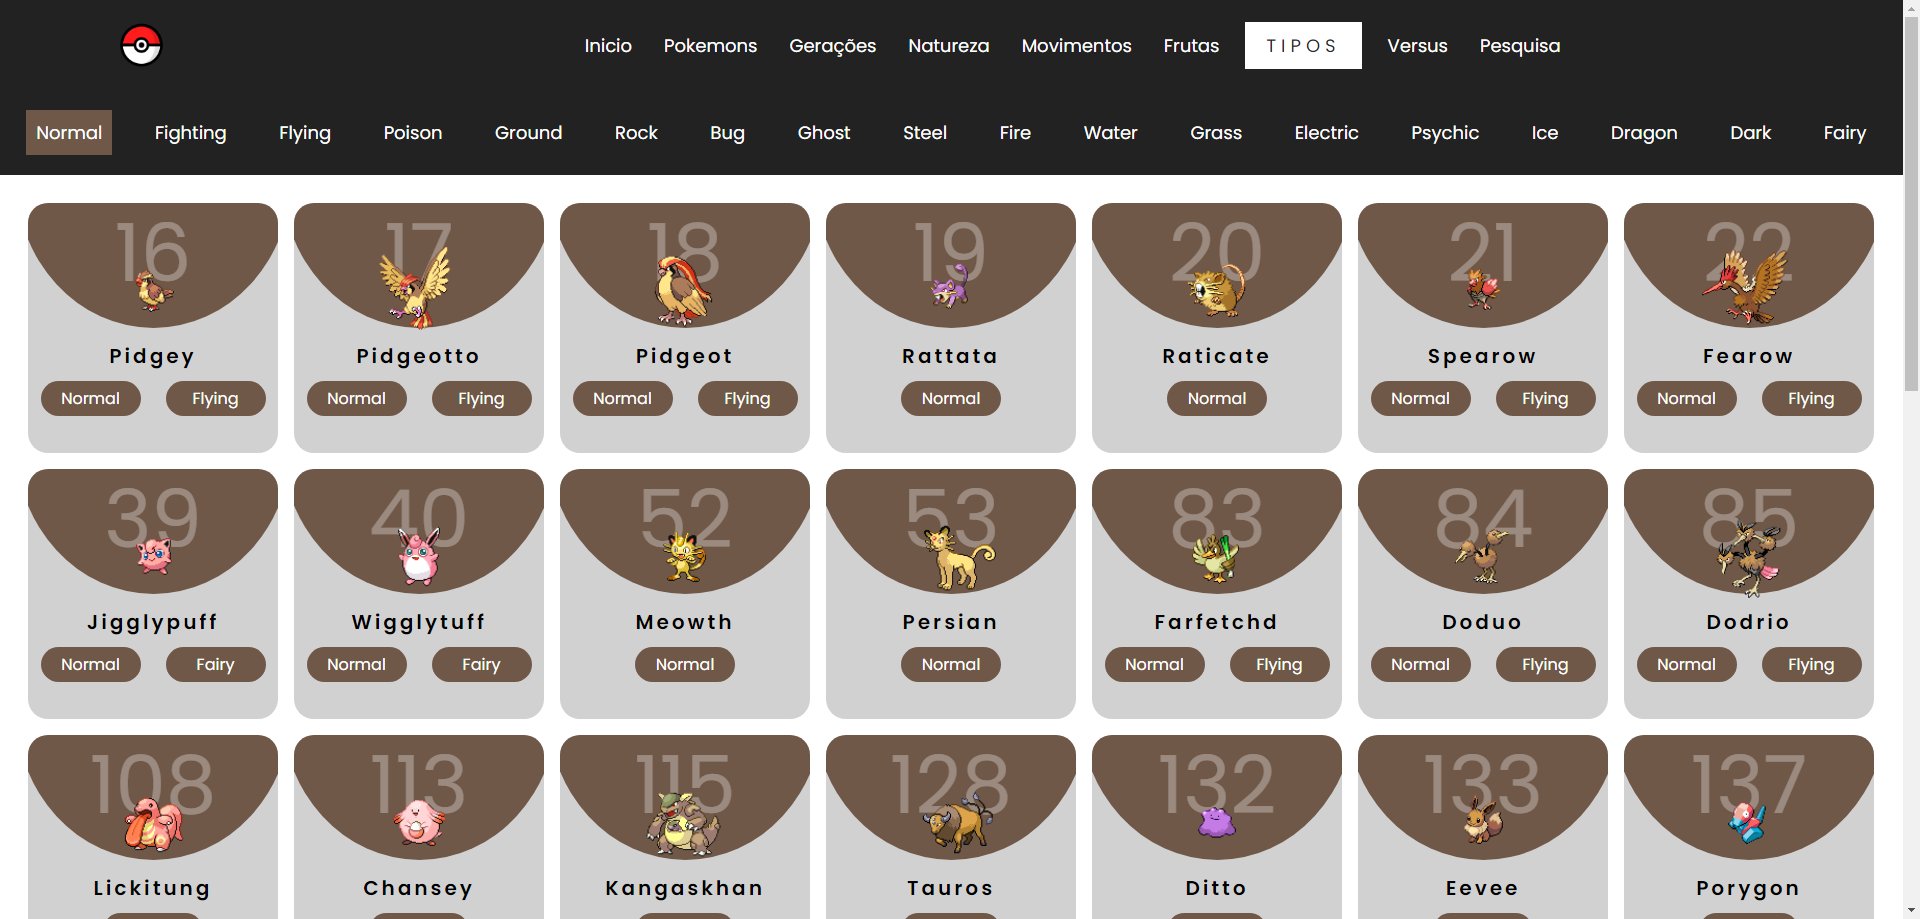 Inicio Pokemons Gerações Natureza Movimentos Frutas TIPOS Versus Pesquisa
Normal Fighting Flying Poison Ground Rock Bug Ghost Steel Fire Water Grass Electric Psychic Ice Dragon Dark Fairy
16 17 18 19 20 21 22
Pidgey Pidgeotto Pidgeot Rattata Raticate Spearow Fearow
Normal Flying Normal Flying Normal Flying Normal Normal Normal Flying Normal Flying
39 40 52 53 83 84 85
Jigglypuff Wigglytuff Meowth Persian Farfetchd Doduo Dodrio
Normal Fairy Normal Fairy Normal Normal Normal Flying Normal Flying Normal Flying
108 113 115 128 132 133 137
Lickitung Chansey Kangaskhan Tauros Ditto Eevee Porygon